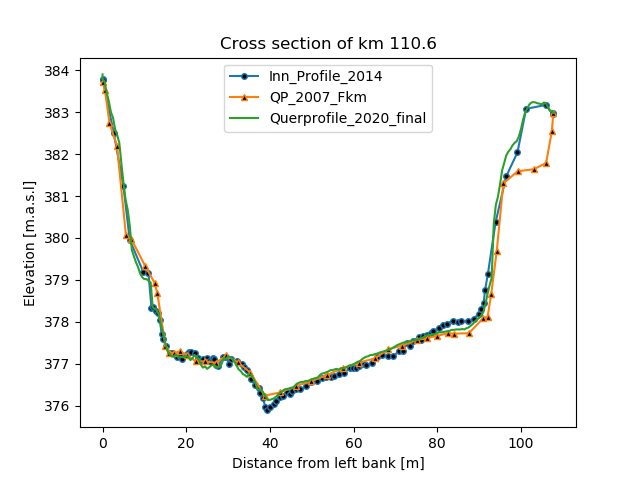 Cross section of km 110.6
Inn_Profile_2014
QP_2007_Fkm
Querprofile_2020_final
Elevation [m.a.s.l]
384
383
382
381
380
379
378
377
376
0 20 40 60 80 100
Distance from left bank [m]